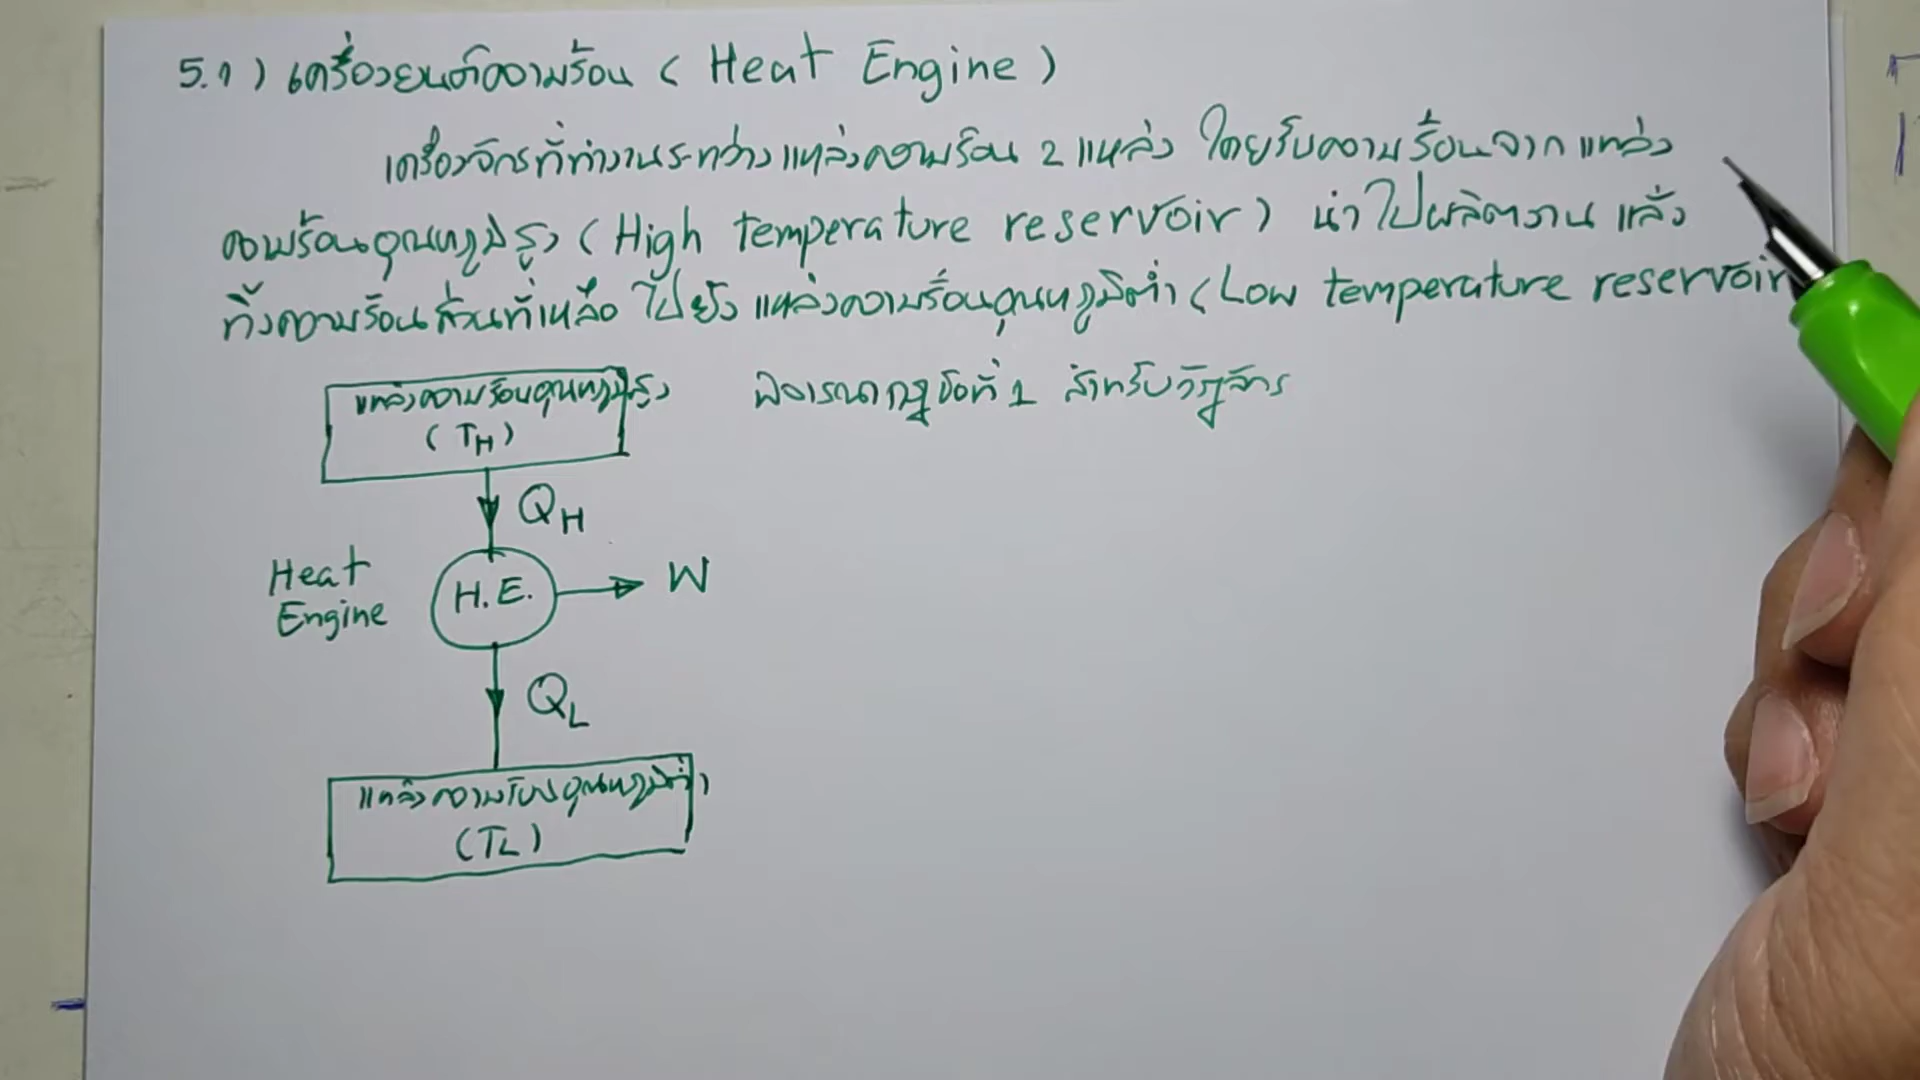 5.1) เครื่องยนต์ความร้อน (Heat Engine)
เครื่องจักรที่ทำงานระหว่างแหล่งความร้อน 2 แหล่ง โดยรับความร้อนจากแหล่ง
ความร้อนอุณหภูมิสูง (High temperature reservoir) นำไปผลิตงาน แล้ว
ทิ้งความร้อนส่วนที่เหลือ ไปยัง แหล่งความร้อนอุณหภูมิต่ำ (Low temperature reservoir
แหล่งความร้อนอุณหภูมิสูง
(TH)
พิจารณากฎข้อที่ 1 สำหรับวัฎจักร
QH
Heat
Engine
H.E.
W
QL
แหล่งความร้อนอุณหภูมิต่ำ
(TL)